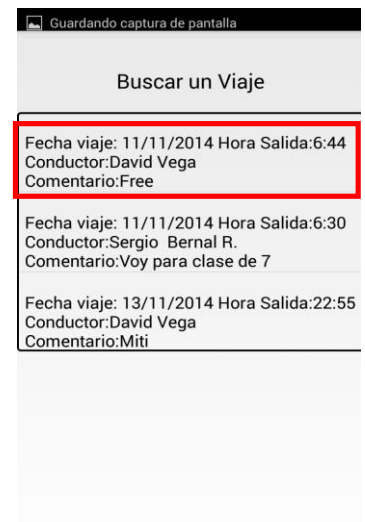 Guardando captura de pantalla
Buscar un Viaje
Fecha viaje: 11/11/2014 Hora Salida:6:44
Conductor:David Vega
Comentario:Free
Fecha viaje: 11/11/2014 Hora Salida:6:30
Conductor:Sergio  Bernal R.
Comentario:Voy para clase de 7
Fecha viaje: 13/11/2014 Hora Salida:22:55
Conductor:David Vega
Comentario:Miti